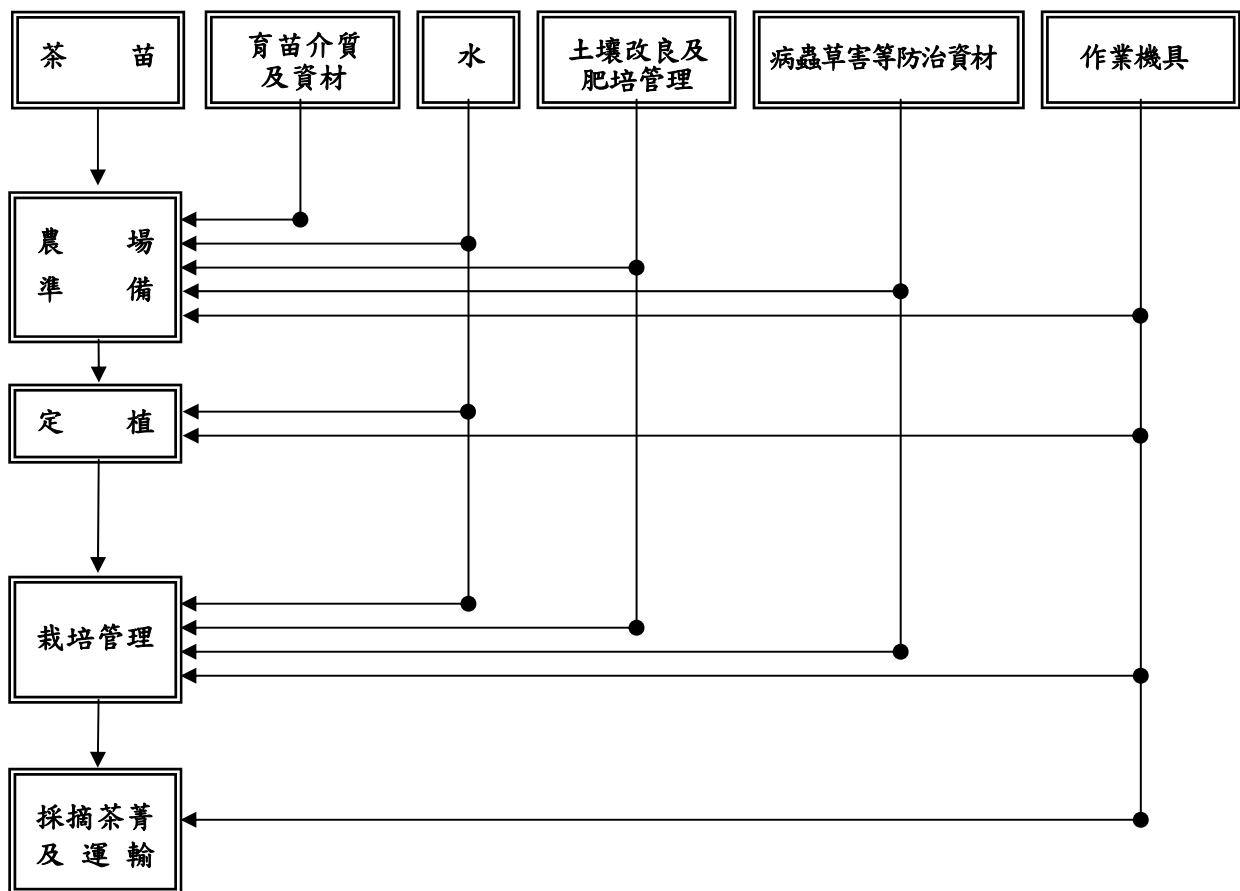 茶 苗
育苗介質
及資材
水
土壤改良及
肥培管理
病蟲草害等防治資材
作業機具
農 場
準 備
定 植
栽培管理
採摘茶菁
及 運 輸